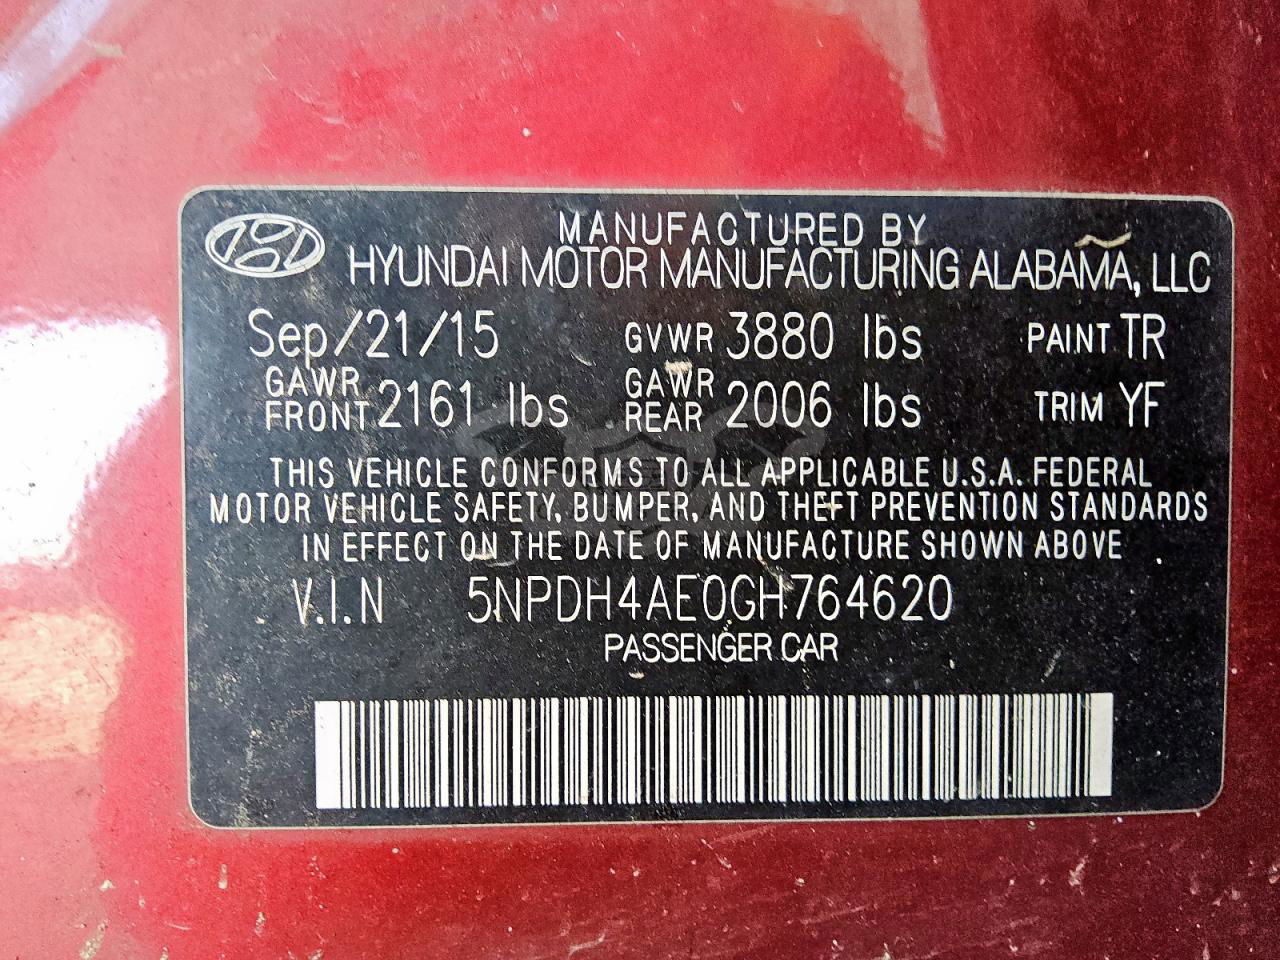 MANUFACTURED BY
HYUNDAI MOTOR MANUFACTURING ALABAMA, LLC
Sep/21/15 GVWR 3880 lbs PAINT TR
GAWR FRONT 2161 lbs GAWR REAR 2006 lbs TRIM YF
THIS VEHICLE CONFORMS TO ALL APPLICABLE U.S.A. FEDERAL
MOTOR VEHICLE SAFETY, BUMPER, AND THEFT PREVENTION STANDARDS
IN EFFECT ON THE DATE OF MANUFACTURE SHOWN ABOVE
V.I.N 5NPDH4AE0GH764620
PASSENGER CAR